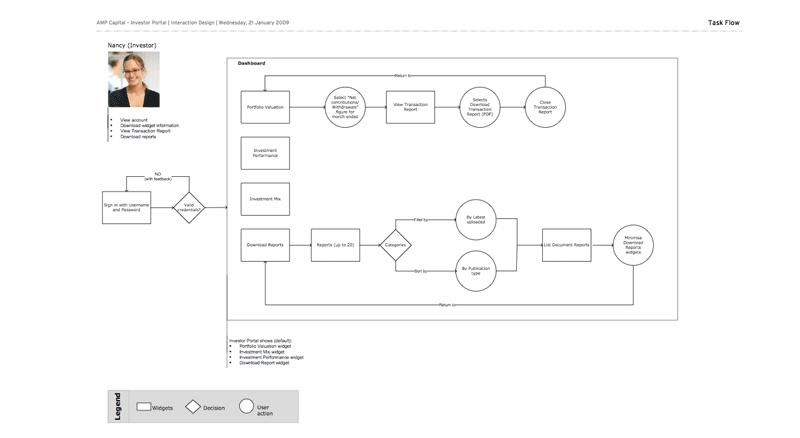 AMP Capital - Investor Portal | Interaction Design | Wednesday, 21 January 2009
Task Flow
Nancy (Investor)
• View account
• Download widget information
• View Transaction Report
• Download reports
NO
(with feedback)
Sign in with Username
and Password
Valid
credentials?
Dashboard
Return to
Portfolio Valuation
Select "Net
contributions/
Withdrawals"
figure for
month ended
View Transaction
Report
Selects
Download
Transaction
Report (PDF)
Close
Transaction
Report
Investment
Performance
Investment Mix
Download Reports
Reports (up to 20)
Categories
Filter by
By Latest
uploaded
Sort by
By Publication
type
List Document Reports
Minimise
Download
Reports
widgets
Return to
Investor Portal shows (default):
• Portfolio Valuation widget
• Investment Mix widget
• Investment Performance widget
• Download Report widget
Legend
Widgets
Decision
User
action